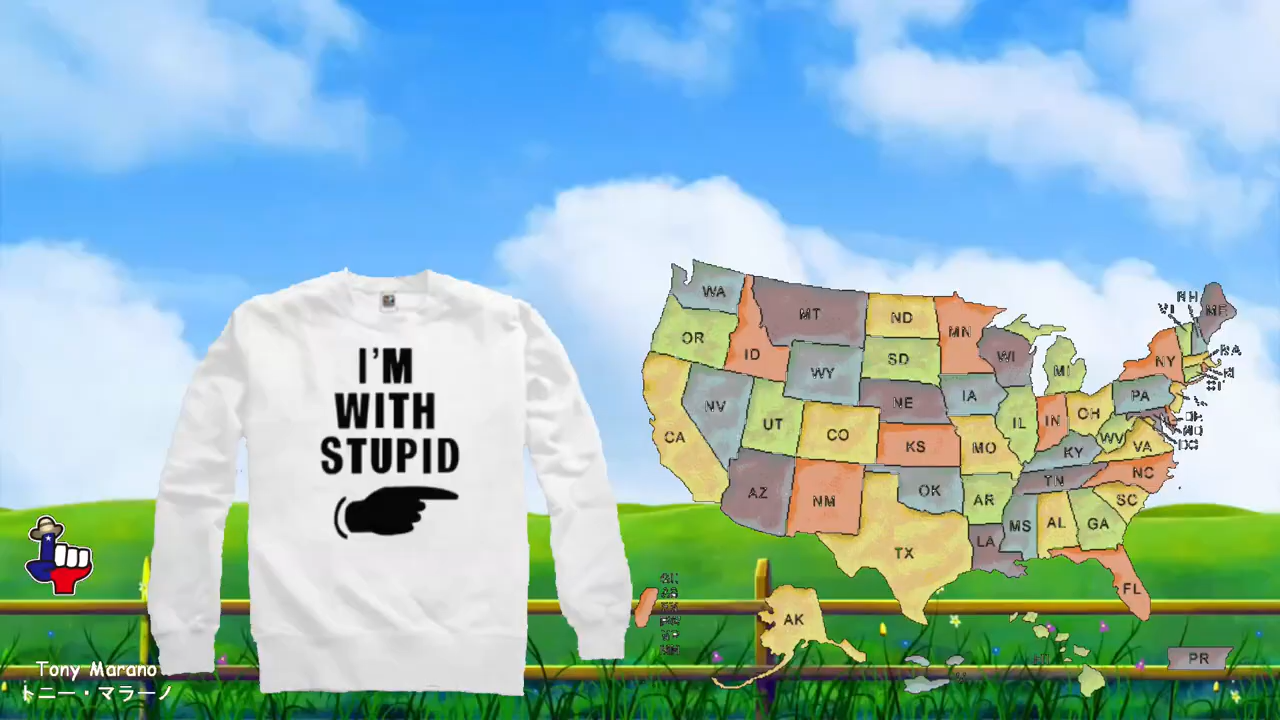 I'M
WITH
STUPID
WA
OR
CA
ID
NV
UT
AZ
MT
WY
CO
NM
ND
SD
NE
KS
OK
TX
MN
IA
MO
AR
LA
WI
IL
MI
IN
OH
KY
TN
MS
AL
GA
FL
SC
NC
VA
WV
PA
NY
ME
NH
PR
AK
Tony Marano
トニー・マラーノ